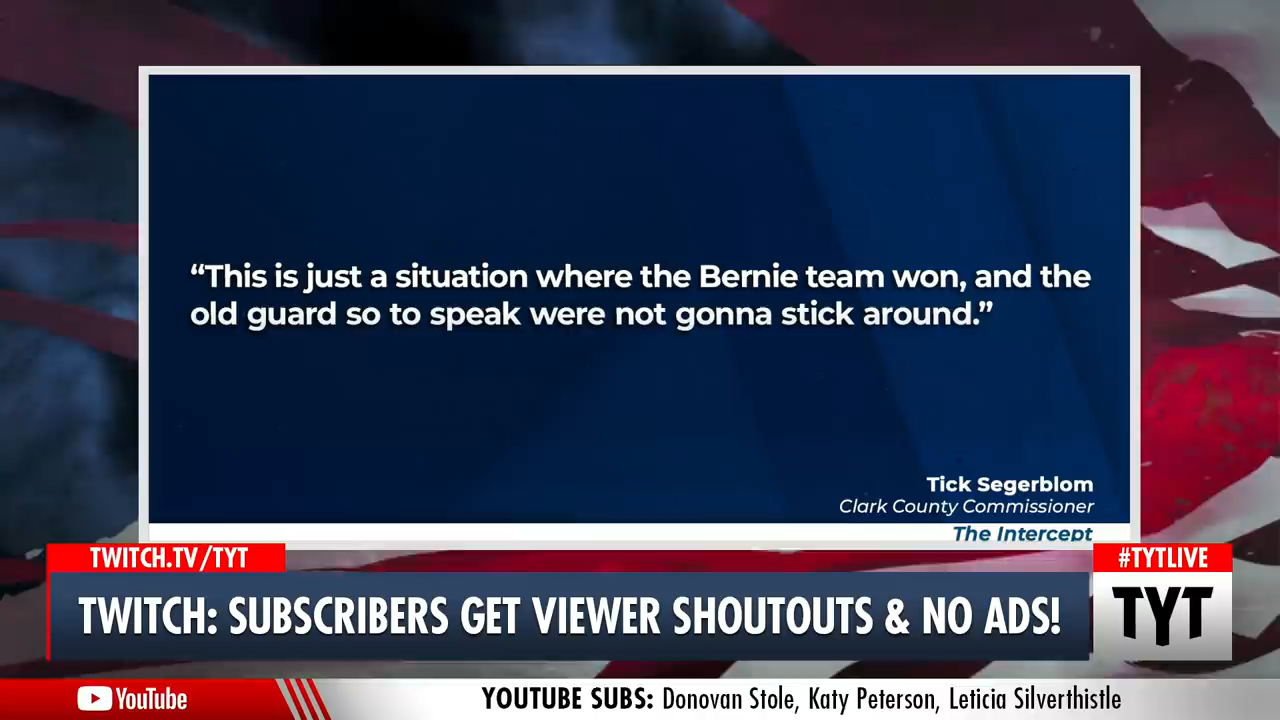 “This is just a situation where the Bernie team won, and the
old guard so to speak were not gonna stick around.”
Tick Segerblom
Clark County Commissioner
The Intercept
TWITCH.TV/TYT
#TYTLIVE
TWITCH: SUBSCRIBERS GET VIEWER SHOUTOUTS & NO ADS!
TYT
YouTube
YOUTUBE SUBS: Donovan Stole, Katy Peterson, Leticia Silverthistle